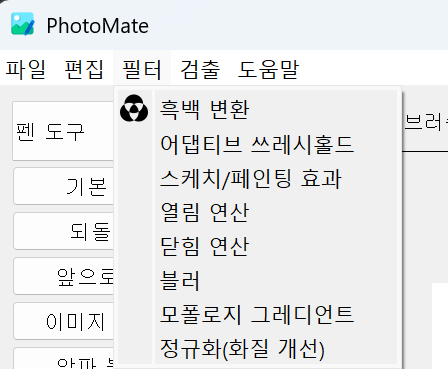 PhotoMate
파일 편집 필터 검출 도움말
펜 도구
기본
되돌
앞으로
이미지
흑백 변환
어댑티브 쓰레시홀드
스케치/페인팅 효과
열림 연산
닫힘 연산
블러
모폴로지 그레디언트
정규화(화질 개선)